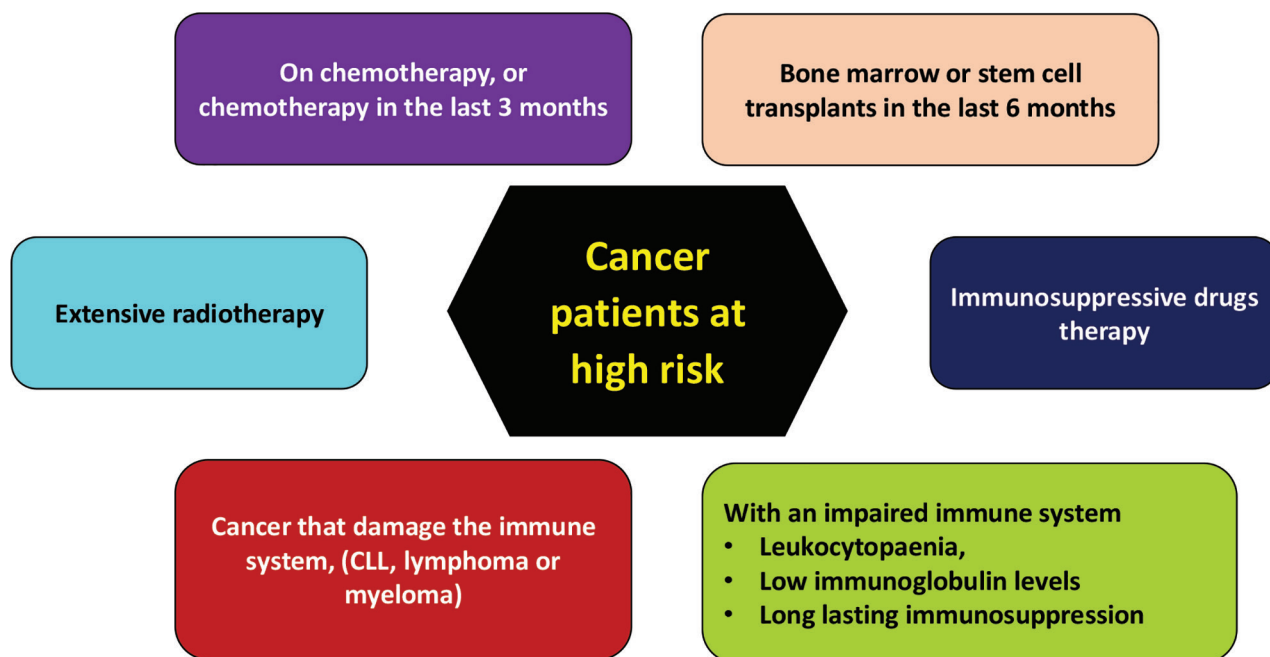 On chemotherapy, or
chemotherapy in the last 3 months
Bone marrow or stem cell
transplants in the last 6 months
Extensive radiotherapy
Cancer
patients at
high risk
Immunosuppressive drugs
therapy
Cancer that damage the immune
system, (CLL, lymphoma or
myeloma)
With an impaired immune system
• Leukocytopaenia,
• Low immunoglobulin levels
• Long lasting immunosuppression